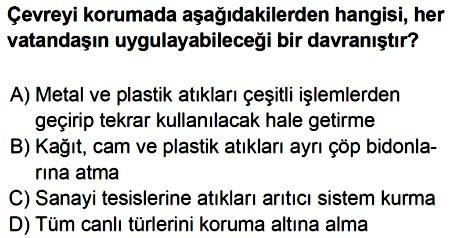 Çevreyi korumada aşağıdakilerden hangisi, her
vatandaşın uygulayabileceği bir davranıştır?
A) Metal ve plastik atıkları çeşitli işlemlerden
geçirip tekrar kullanılacak hale getirme
B) Kağıt, cam ve plastik atıkları ayrı çöp bidonla-
rına atma
C) Sanayi tesislerine atıkları arıtıcı sistem kurma
D) Tüm canlı türlerini koruma altına alma